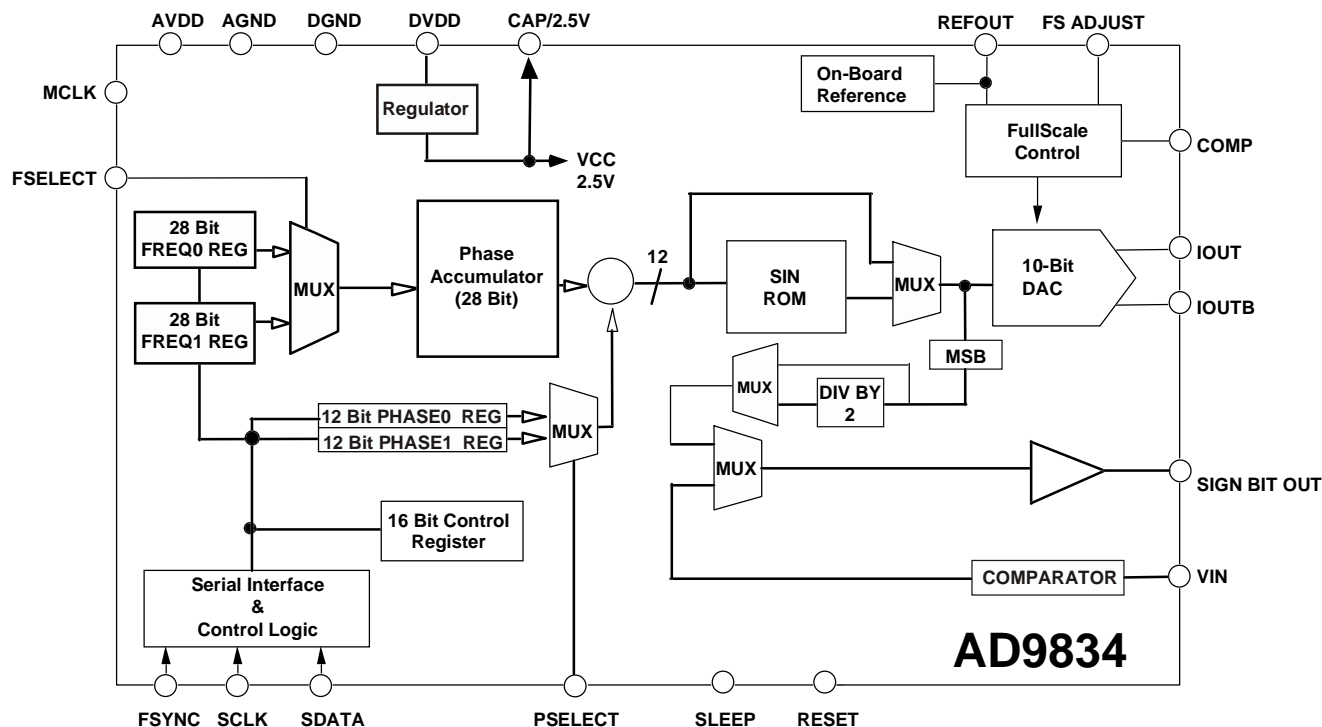 AVDD
AGND
DGND
DVDD
CAP/2.5V
REFOUT
FS ADJUST
MCLK
On-Board
Reference
Regulator
FullScale
Control
COMP
VCC
2.5V
FSELECT
28 Bit
FREQ0 REG
MUX
Phase
Accumulator
(28 Bit)
12
SIN
ROM
MUX
10-Bit
DAC
IOUT
IOUTB
28 Bit
FREQ1 REG
MSB
MUX
DIV BY
2
12 Bit PHASE0 REG
12 Bit PHASE1 REG
MUX
MUX
SIGN BIT OUT
16 Bit Control
Register
Serial Interface
&
Control Logic
COMPARATOR
VIN
AD9834
FSYNC
SCLK
SDATA
PSELECT
SLEEP
RESET